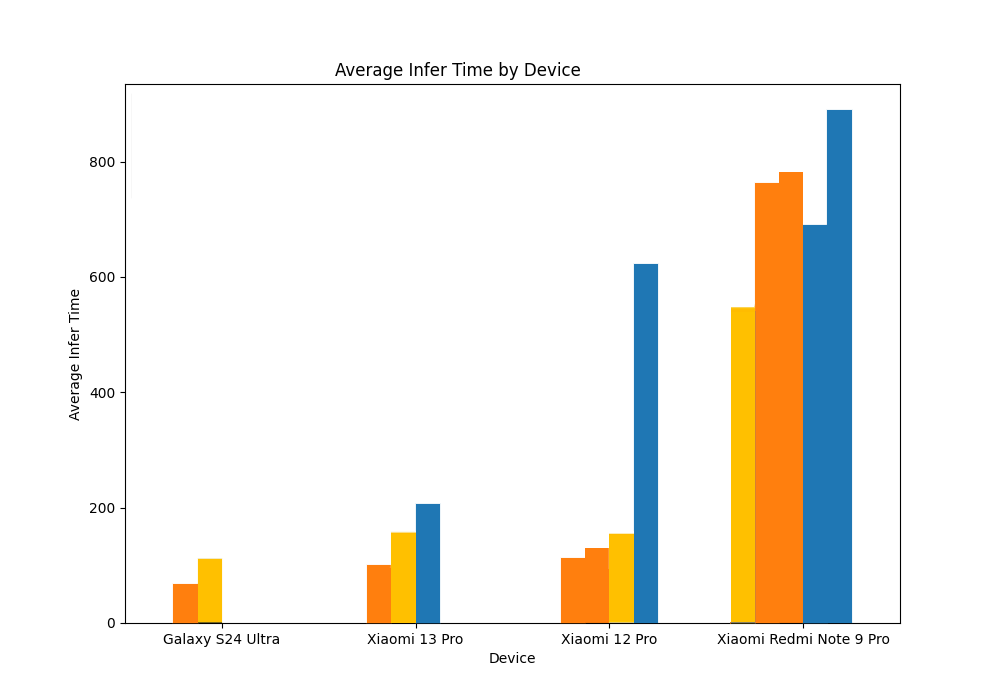 Average Infer Time by Device
800
600
400
200
0
Average Infer Time
Galaxy S24 Ultra
Xiaomi 13 Pro
Xiaomi 12 Pro
Xiaomi Redmi Note 9 Pro
Device